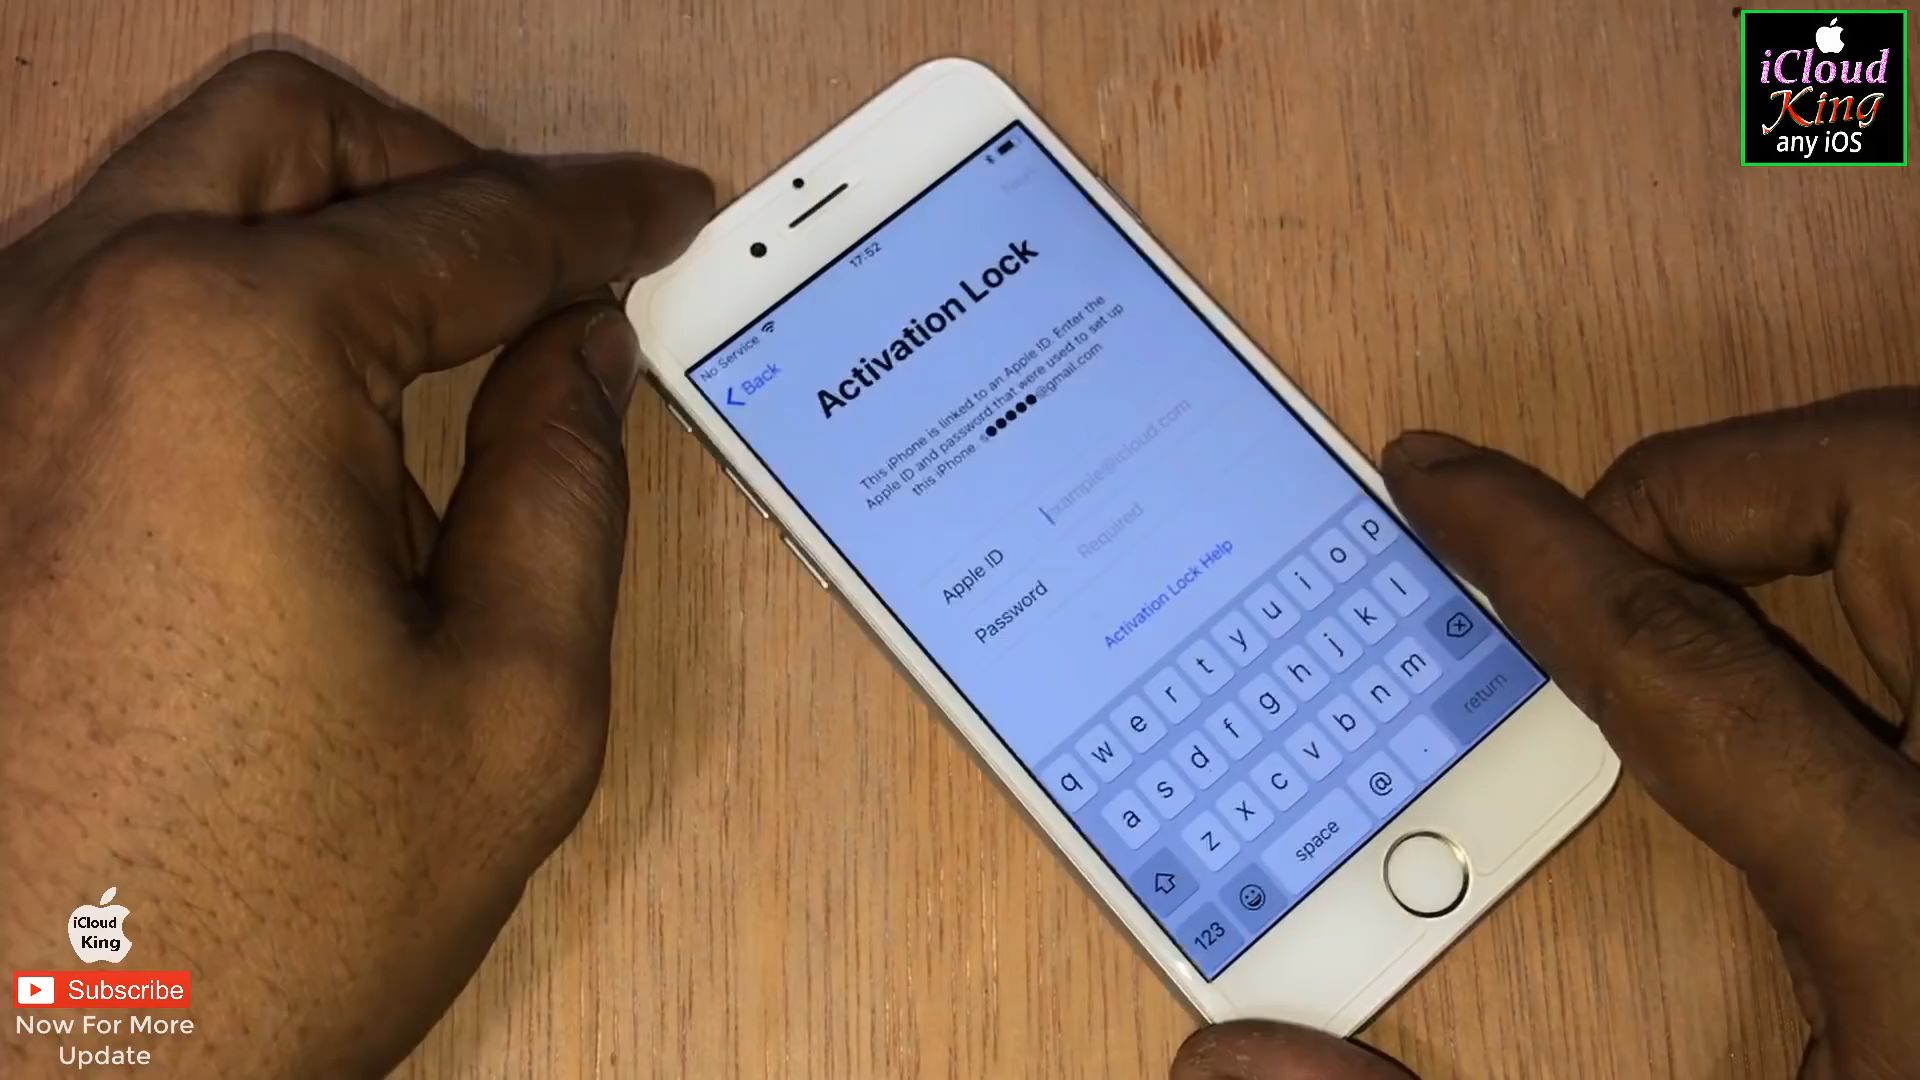 iCloud
King
any iOS
No Service
17:52
Back
Next
Activation Lock
This iPhone is linked to an Apple ID. Enter the
Apple ID and password that were used to set up
this iPhone. s●●●●●@gmail.com
Apple ID
example@icloud.com
Password
Required
Activation Lock Help
q w e r t y u i o p
a s d f g h j k l
z x c v b n m
123
space
@
.
return
iCloud
King
Subscribe
Now For More
Update